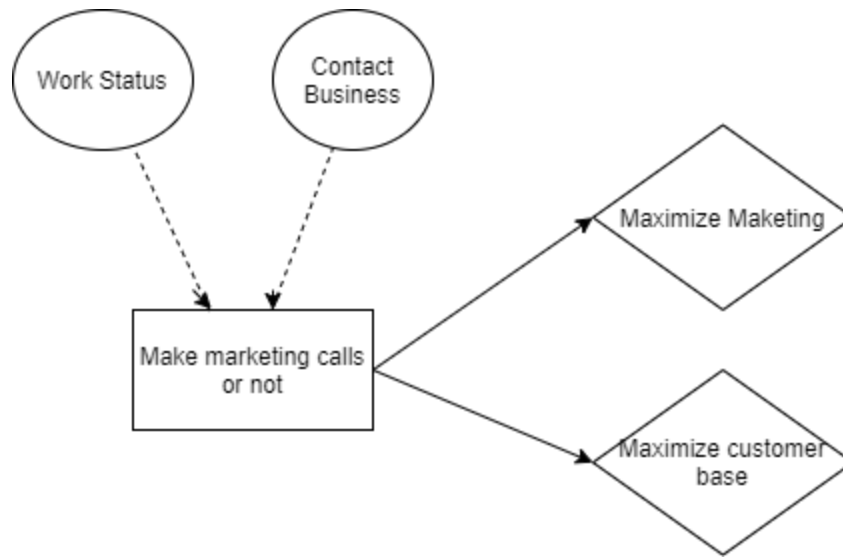 Work Status
Contact
Business
Maximize Maketing
Make marketing calls
or not
Maximize customer
base